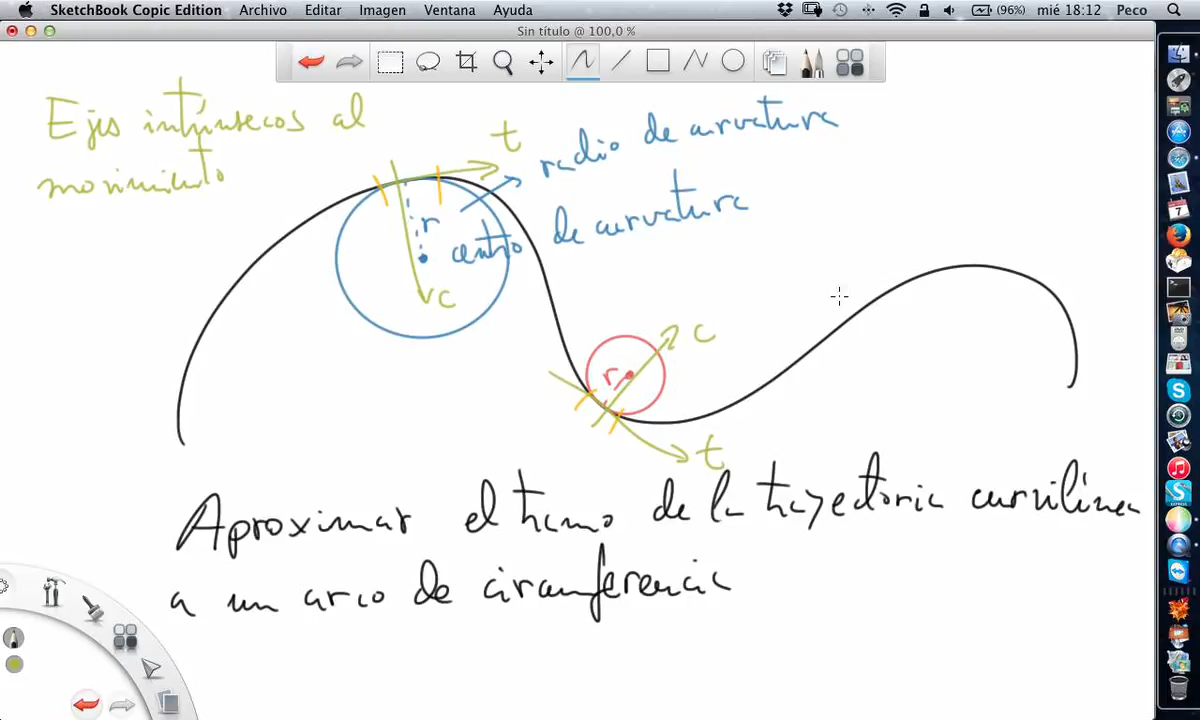 SketchBook Copic Edition Archivo Editar Imagen Ventana Ayuda (96%) mié 18:12 Peco
Sin título @ 100,0 %
Ejes intrínsecos al
movimiento
t
radio de curvatura
r
centro de curvatura
c
c
r
t
7
Aproximar el tramo de la trayectoria curvilínea
a un arco de circunferencia